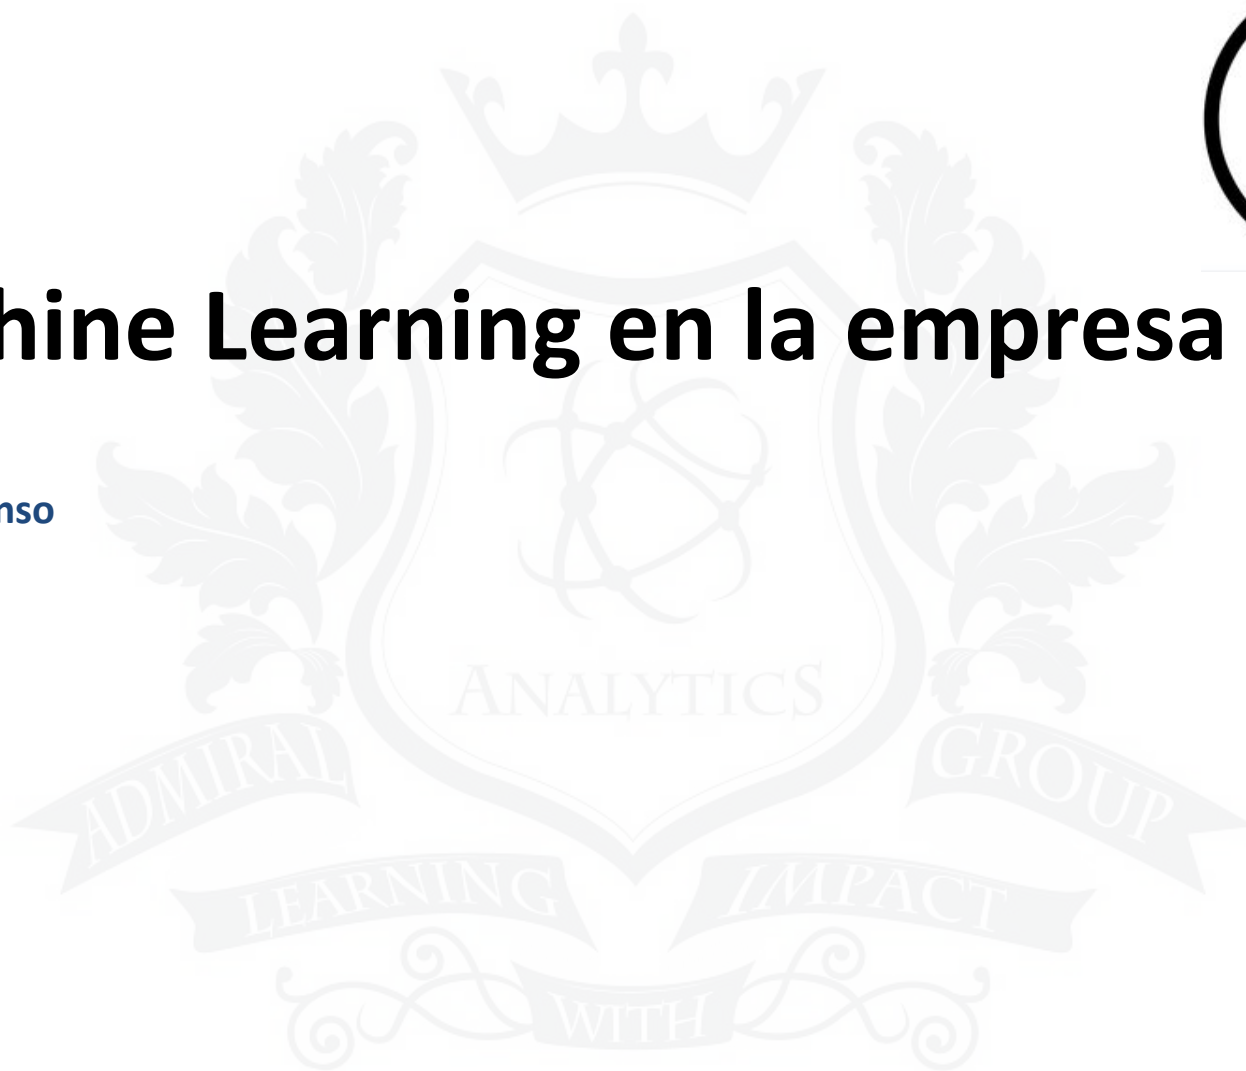 hine Learning en la empresa
nso
ANALYTICS
ADMIRAL GROUP
LEARNING IMPACT
WITH